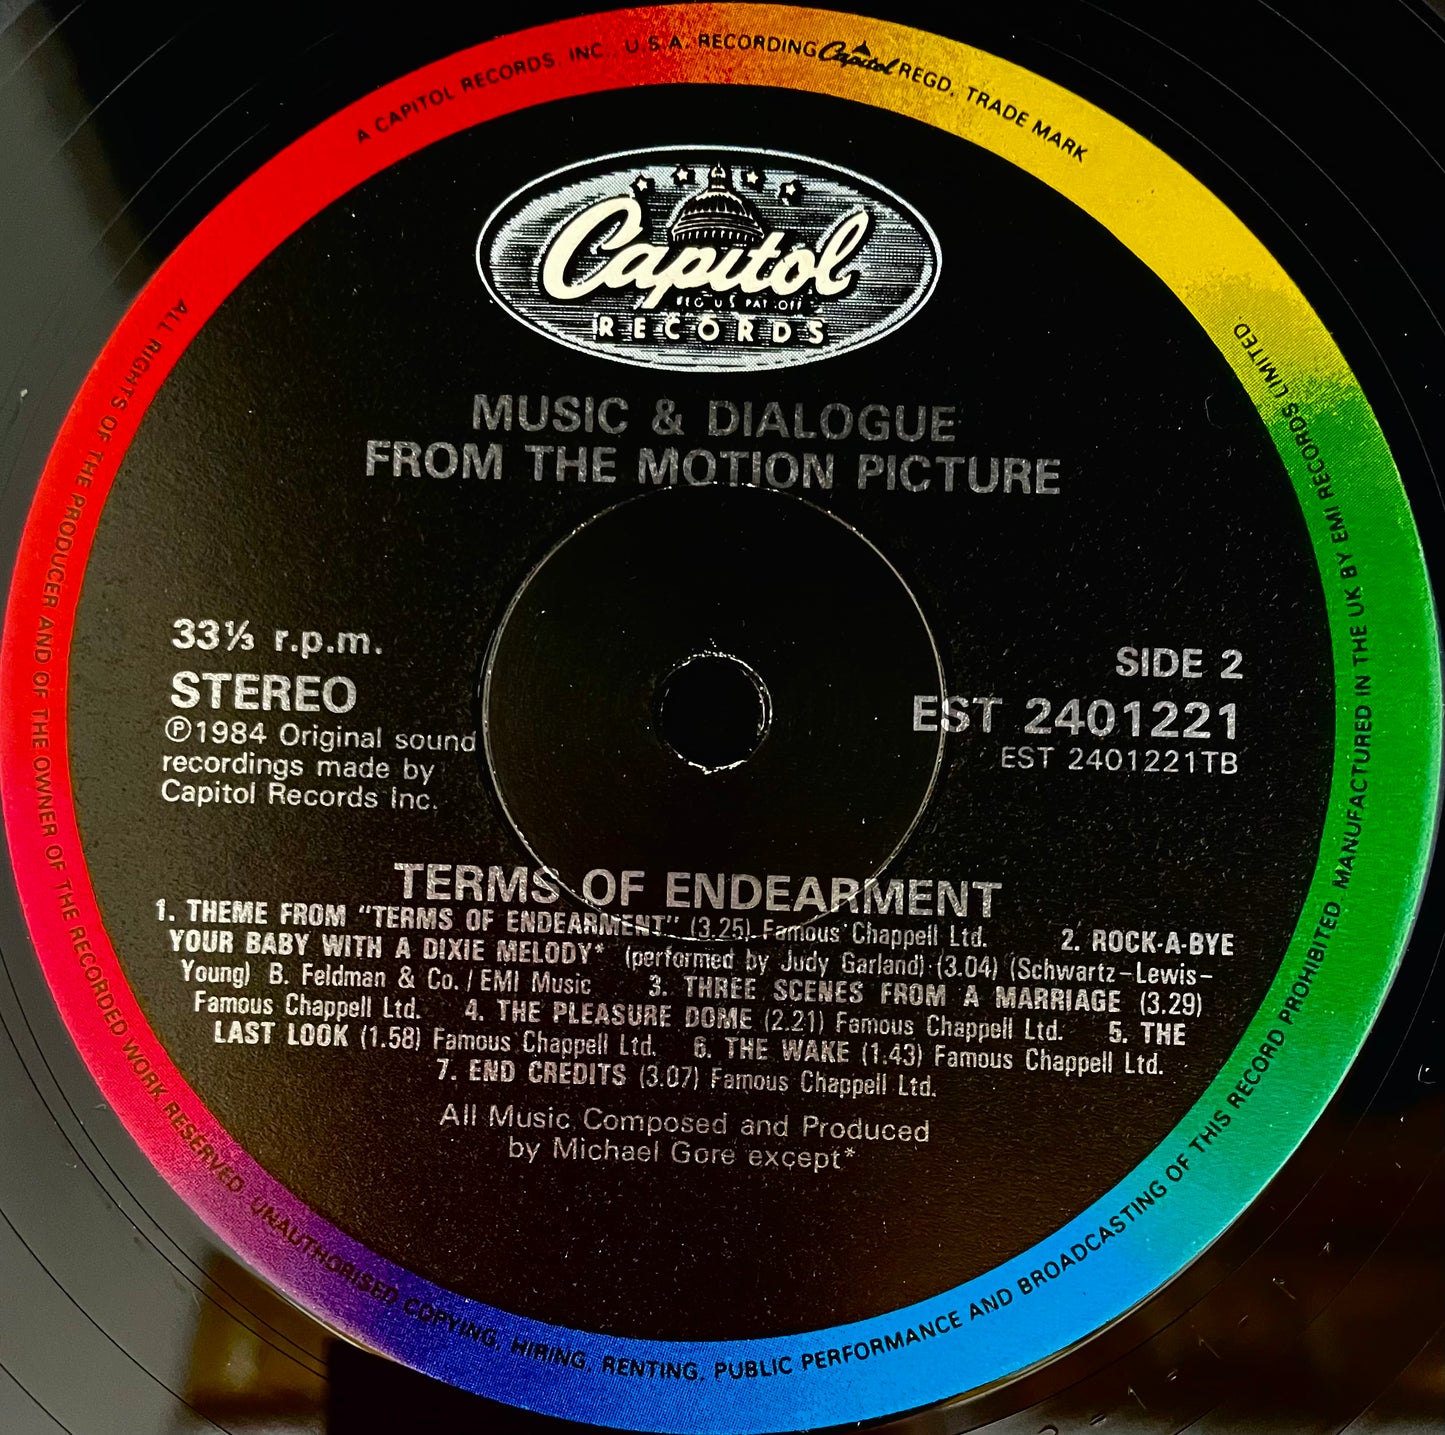 A CAPITOL RECORDS, INC., U.S.A. RECORDING Capitol REGD. TRADE MARK
Capitol
REG US PAT OFF
RECORDS
MUSIC & DIALOGUE
FROM THE MOTION PICTURE
33⅓ r.p.m.
STEREO
℗1984 Original sound
recordings made by
Capitol Records Inc.
SIDE 2
EST 2401221
EST 2401221TB
TERMS OF ENDEARMENT
1. THEME FROM "TERMS OF ENDEARMENT" (3.25) Famous Chappell Ltd. 2. ROCK-A-BYE
YOUR BABY WITH A DIXIE MELODY* (performed by Judy Garland) (3.04) (Schwartz-Lewis-
Young) B. Feldman & Co./EMI Music 3. THREE SCENES FROM A MARRIAGE (3.29)
Famous Chappell Ltd. 4. THE PLEASURE DOME (2.21) Famous Chappell Ltd. 5. THE
LAST LOOK (1.58) Famous Chappell Ltd. 6. THE WAKE (1.43) Famous Chappell Ltd.
7. END CREDITS (3.07) Famous Chappell Ltd.
All Music Composed and Produced
by Michael Gore except*
ALL RIGHTS OF THE PRODUCER AND OF THE OWNER OF THE RECORDED WORK RESERVED. UNAUTHORISED COPYING, HIRING, RENTING, PUBLIC PERFORMANCE AND BROADCASTING OF THIS RECORD PROHIBITED. MANUFACTURED IN THE UK BY EMI RECORDS LIMITED.